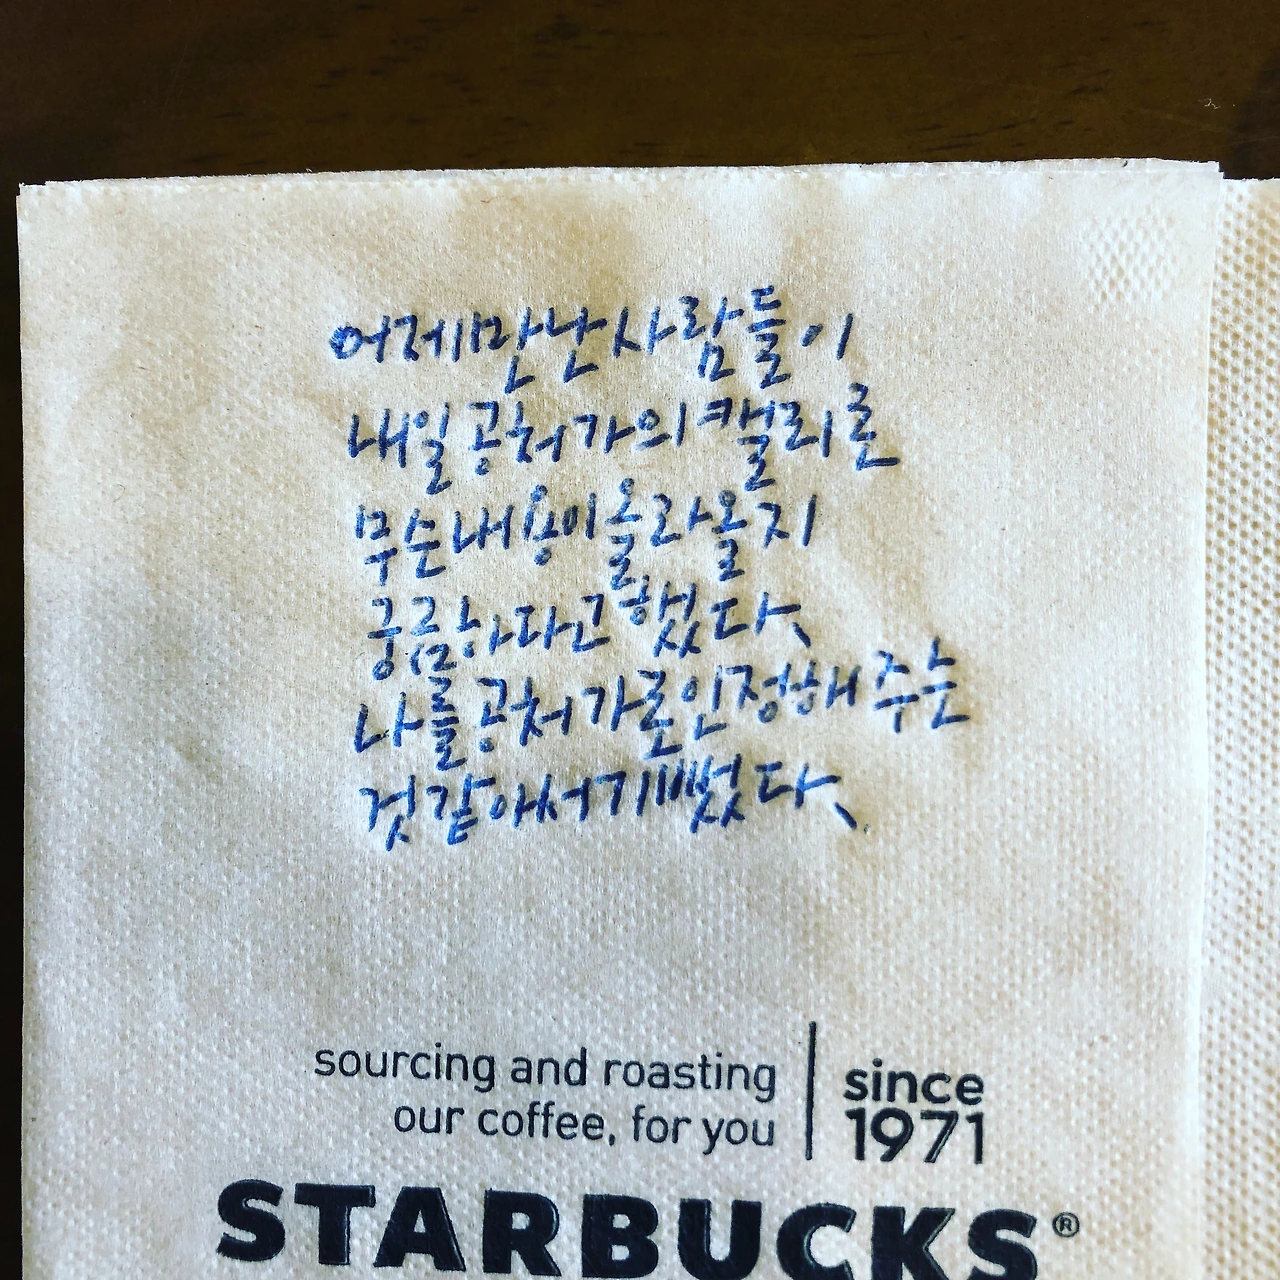 어제 만난 사람들이
내일 공처가의 캘리로
무슨 내용이 올라올지
궁금하다고 했다
나를 공처가로 인정해 주는
것 같아서 기뻤다.
sourcing and roasting
our coffee, for you
since
1971
STARBUCKS®